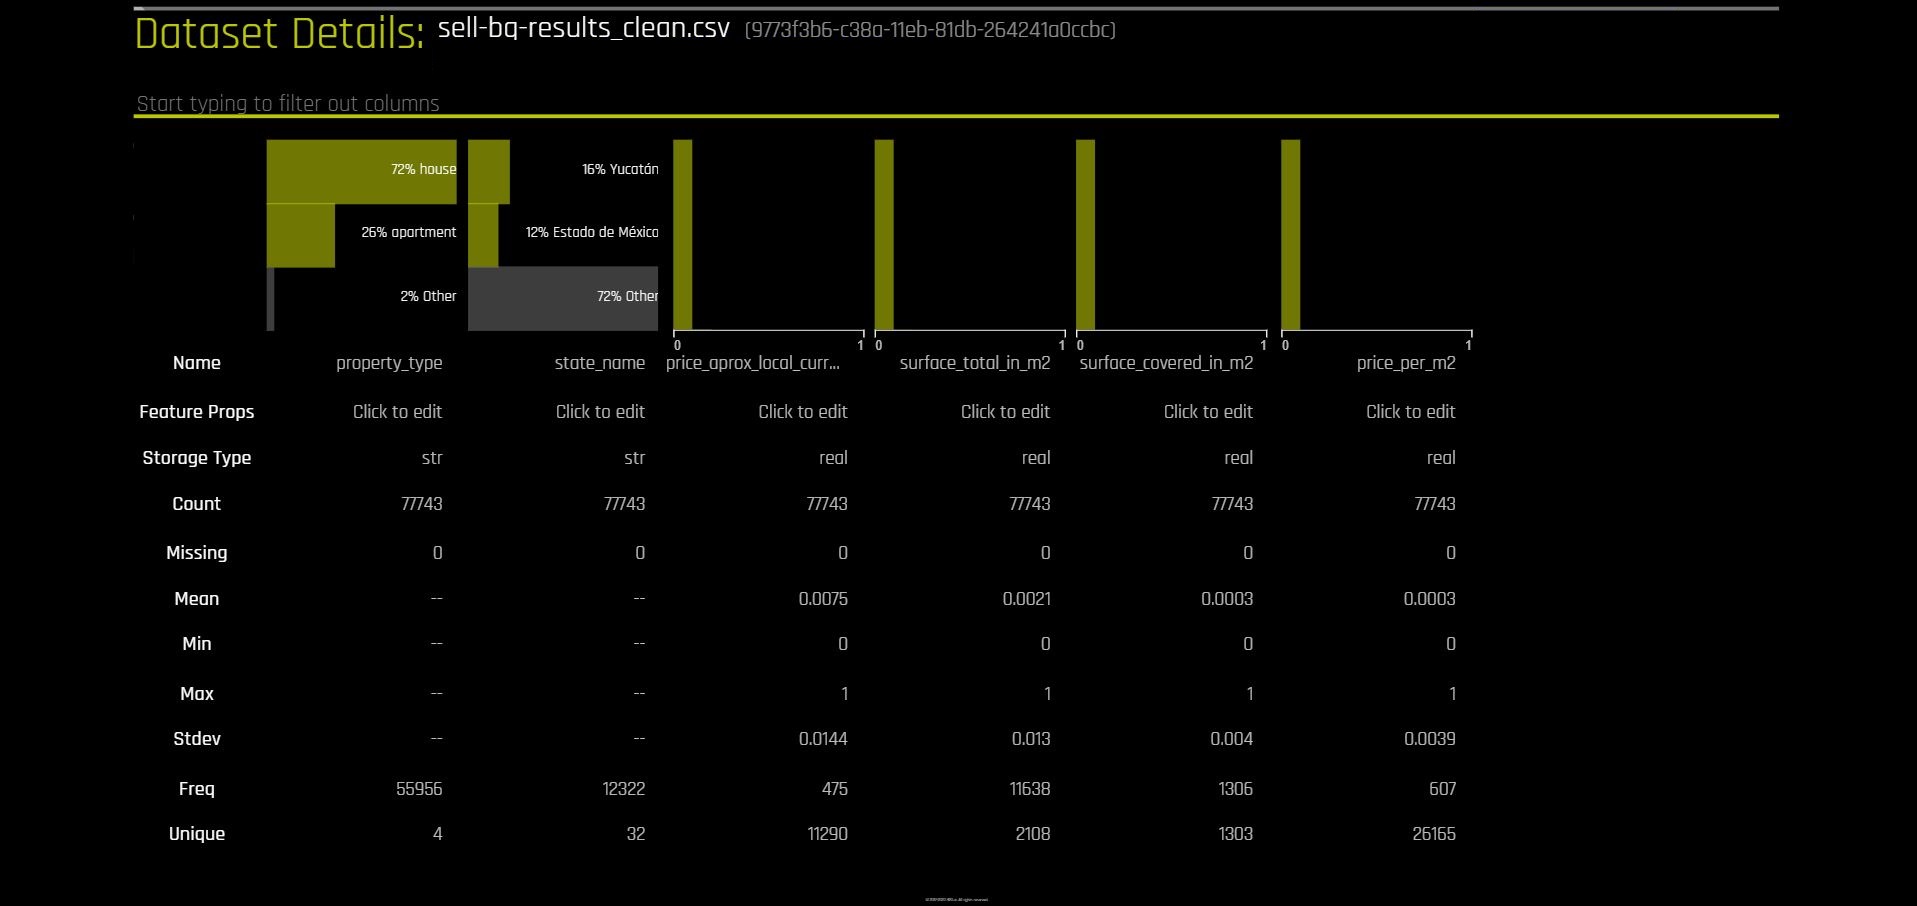 Dataset Details: sell-bq-results_clean.csv (9773f3b6-c38a-11eb-81db-264241a0ccbc)
Start typing to filter out columns
72% house 16% Yucatán
26% apartment 12% Estado de México
2% Other 72% Other
0 1 0 1 0 1 0 1
Name property_type state_name price_aprox_local_curr... surface_total_in_m2 surface_covered_in_m2 price_per_m2
Feature Props Click to edit Click to edit Click to edit Click to edit Click to edit Click to edit
Storage Type str str real real real real
Count 77743 77743 77743 77743 77743 77743
Missing 0 0 0 0 0 0
Mean -- -- 0.0075 0.0021 0.0003 0.0003
Min -- -- 0 0 0 0
Max -- -- 1 1 1 1
Stdev -- -- 0.0144 0.013 0.004 0.0039
Freq 55956 12322 475 11638 1306 607
Unique 4 32 11290 2108 1303 26165